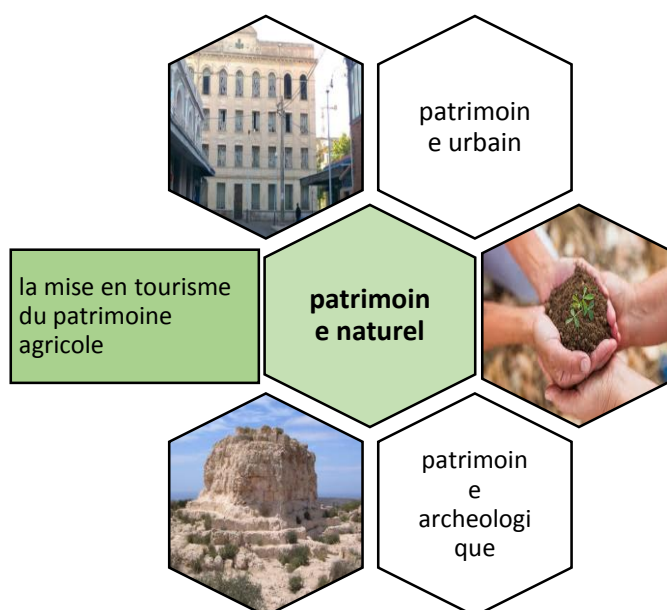 patrimoin
e urbain
la mise en tourisme
du patrimoine
agricole
patrimoin
e naturel
patrimoin
e
archeologi
que